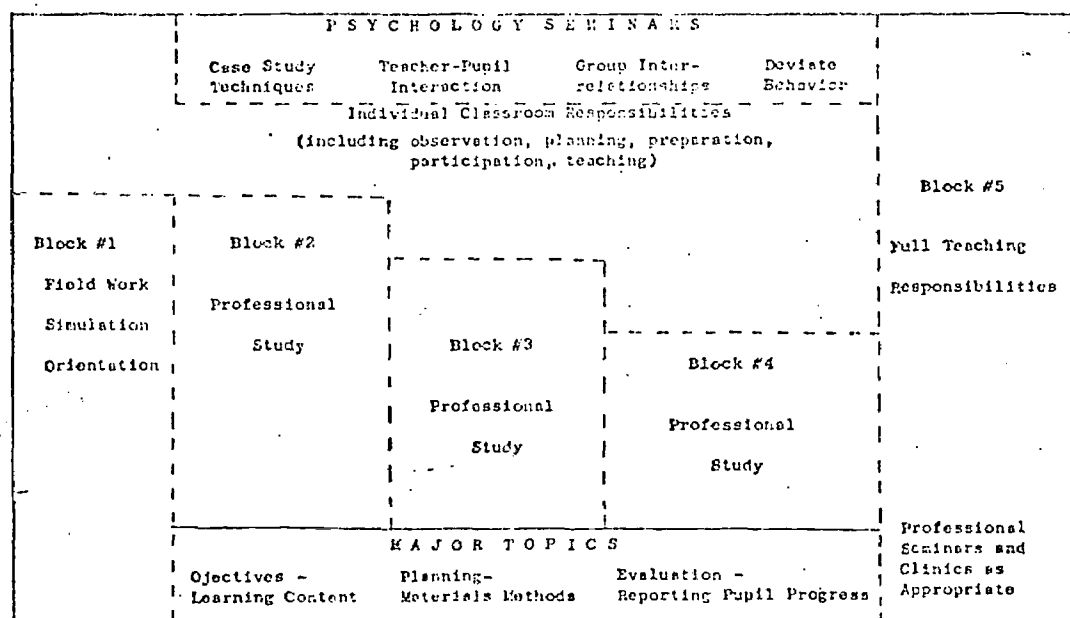 PSYCHOLOGY SEMINARS
Case Study Techniques
Teacher-Pupil Interaction
Group Inter-relationships
Deviate Behavior
Individual Classroom Responsibilities
(including observation, planning, preparation,
participation, teaching)
Block #1
Field Work
Simulation
Orientation
Block #2
Professional
Study
Block #3
Professional
Study
Block #4
Professional
Study
Block #5
Full Teaching
Responsibilities
MAJOR TOPICS
Ojectives -
Learning Content
Planning-
Materials Methods
Evaluation -
Reporting Pupil Progress
Professional
Seminars and
Clinics as
Appropriate